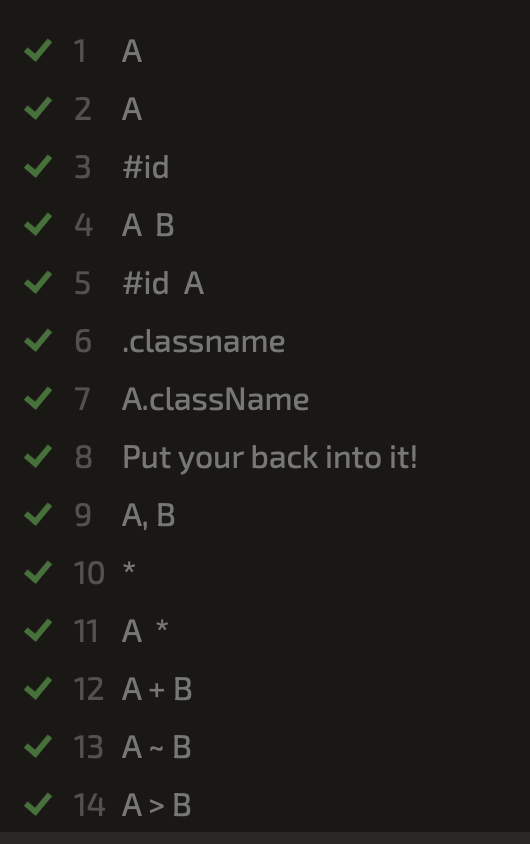 1 A
2 A
3 #id
4 A B
5 #id A
6 .classname
7 A.className
8 Put your back into it!
9 A, B
10 *
11 A *
12 A + B
13 A ~ B
14 A > B